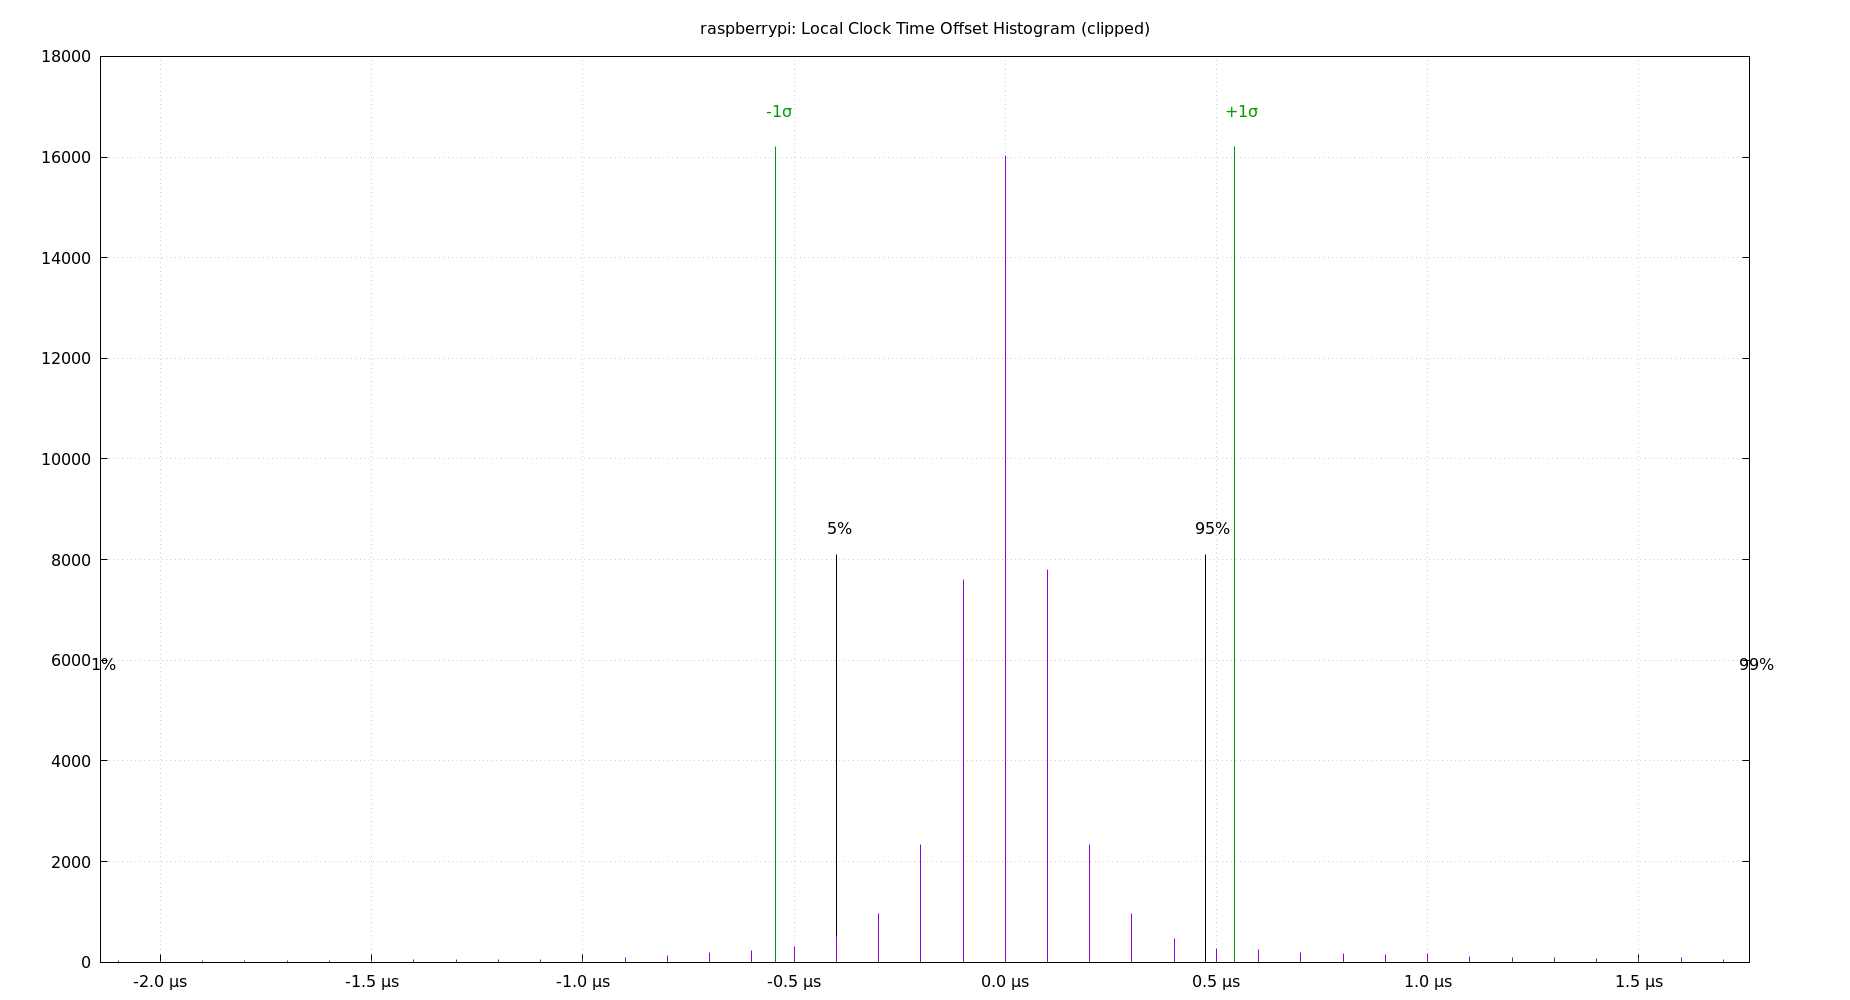 raspberrypi: Local Clock Time Offset Histogram (clipped)
18000
-1σ
+1σ
16000
14000
12000
10000
5%
95%
8000
6000
1%
99%
4000
2000
0
-2.0 µs
-1.5 µs
-1.0 µs
-0.5 µs
0.0 µs
0.5 µs
1.0 µs
1.5 µs